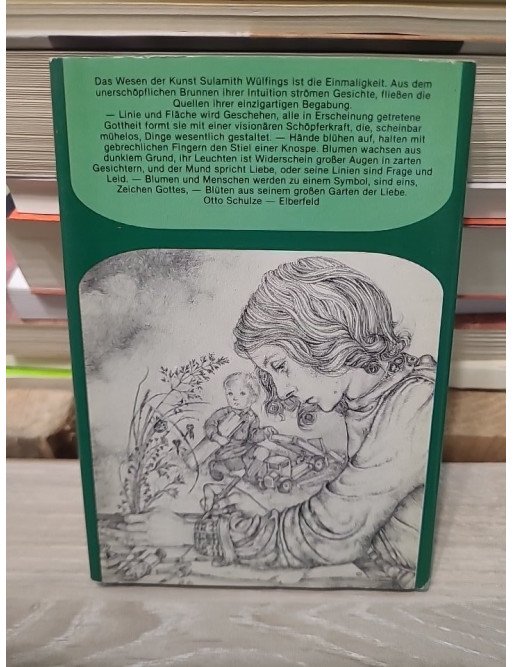 Das Wesen der Kunst Sulamith Wülfings ist die Einmaligkeit. Aus dem
unerschöpflichen Brunnen ihrer Intuition strömen Gesichte, fließen die
Quellen ihrer einzigartigen Begabung.
— Linie und Fläche wird Geschehen, alle in Erscheinung getretene
Gottheit formt sie mit einer visionären Schöpferkraft, die, scheinbar
mühelos, Dinge wesentlich gestaltet. — Hände blühen auf, halten mit
gebrechlichen Fingern den Stiel einer Knospe. Blumen wachsen aus
dunklem Grund, ihr Leuchten ist Widerschein großer Augen in zarten
Gesichtern, und der Mund spricht Liebe, oder seine Linien sind Frage und
Leid. — Blumen und Menschen werden zu einem Symbol, sind eins,
Zeichen Gottes, — Blüten aus seinem großen Garten der Liebe.
Otto Schulze — Elberfeld